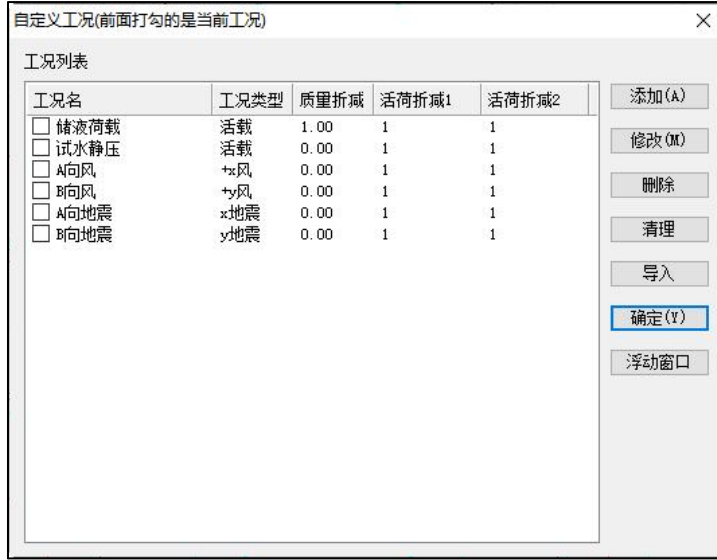 自定义工况(前面打勾的是当前工况)
工况列表
工况名 工况类型 质量折减 活荷折减1 活荷折减2
储液荷载 活载 1.00 1 1
试水静压 活载 0.00 1 1
A向风 +x风 0.00 1 1
B向风 +y风 0.00 1 1
A向地震 x地震 0.00 1 1
B向地震 y地震 0.00 1 1
添加(A)
修改(M)
删除
清理
导入
确定(Y)
浮动窗口